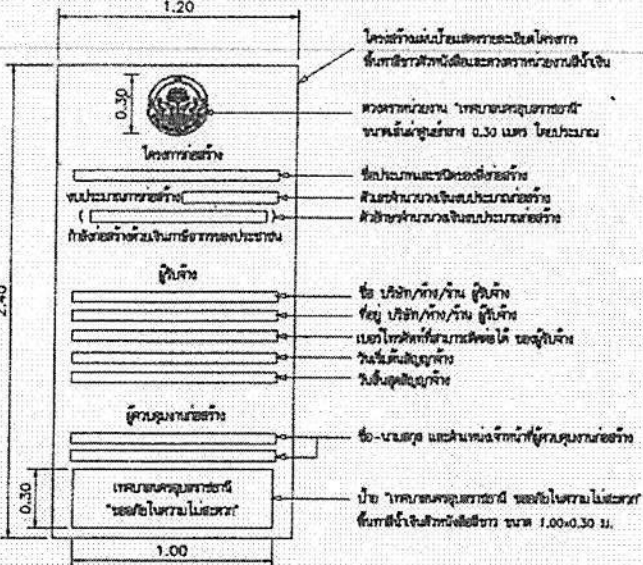 1.20
โครงสร้างแผ่นป้ายแสดงรายละเอียดโครงการ
พื้นทาสีขาวตัวหนังสือและดวงตราหน่วยงานสีน้ำเงิน
0.30
ดวงตราหน่วยงาน "เทศบาลนครอุบลราชธานี"
ขนาดเส้นผ่าศูนย์กลาง 0.30 เมตร โดยประมาณ
โครงการก่อสร้าง
ชื่อประเภทและชนิดของสิ่งก่อสร้าง
งบประมาณการก่อสร้าง
ตัวเลขจำนวนวงเงินงบประมาณก่อสร้าง
( )
ตัวอักษรจำนวนวงเงินงบประมาณก่อสร้าง
กำลังก่อสร้างด้วยเงินภาษีอากรของประชาชน
2.40
ผู้รับจ้าง
ชื่อ บริษัท/ห้าง/ร้าน ผู้รับจ้าง
ที่อยู่ บริษัท/ห้าง/ร้าน ผู้รับจ้าง
เบอร์โทรศัพท์ที่สามารถติดต่อได้ ของผู้รับจ้าง
วันเริ่มต้นสัญญาจ้าง
วันสิ้นสุดสัญญาจ้าง
ผู้ควบคุมงานก่อสร้าง
ชื่อ-นามสกุล และตำแหน่งเจ้าหน้าที่ผู้ควบคุมงานก่อสร้าง
0.30
เทศบาลนครอุบลราชธานี
"ขออภัยในความไม่สะดวก"
ป้าย "เทศบาลนครอุบลราชธานี ขออภัยในความไม่สะดวก"
พื้นทาสีน้ำเงินตัวหนังสือสีขาว ขนาด 1.00x0.30 ม.
1.00